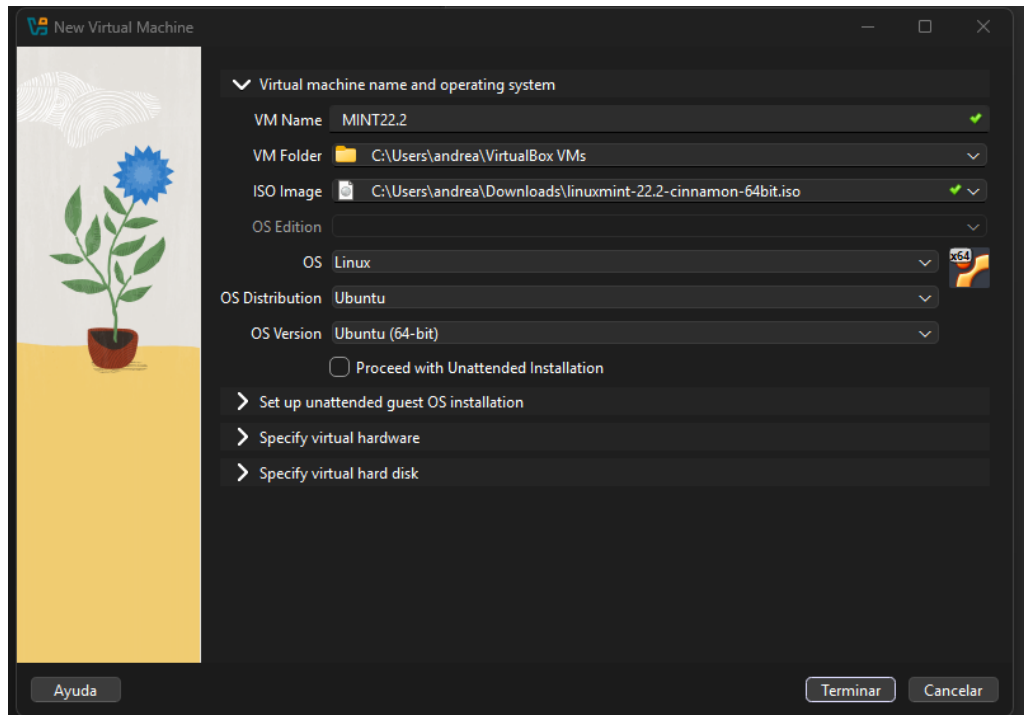 New Virtual Machine
Virtual machine name and operating system
VM Name MINT22.2
VM Folder C:\Users\andrea\VirtualBox VMs
ISO Image C:\Users\andrea\Downloads\linuxmint-22.2-cinnamon-64bit.iso
OS Edition
OS Linux
x64
OS Distribution Ubuntu
OS Version Ubuntu (64-bit)
Proceed with Unattended Installation
Set up unattended guest OS installation
Specify virtual hardware
Specify virtual hard disk
Ayuda Terminar Cancelar